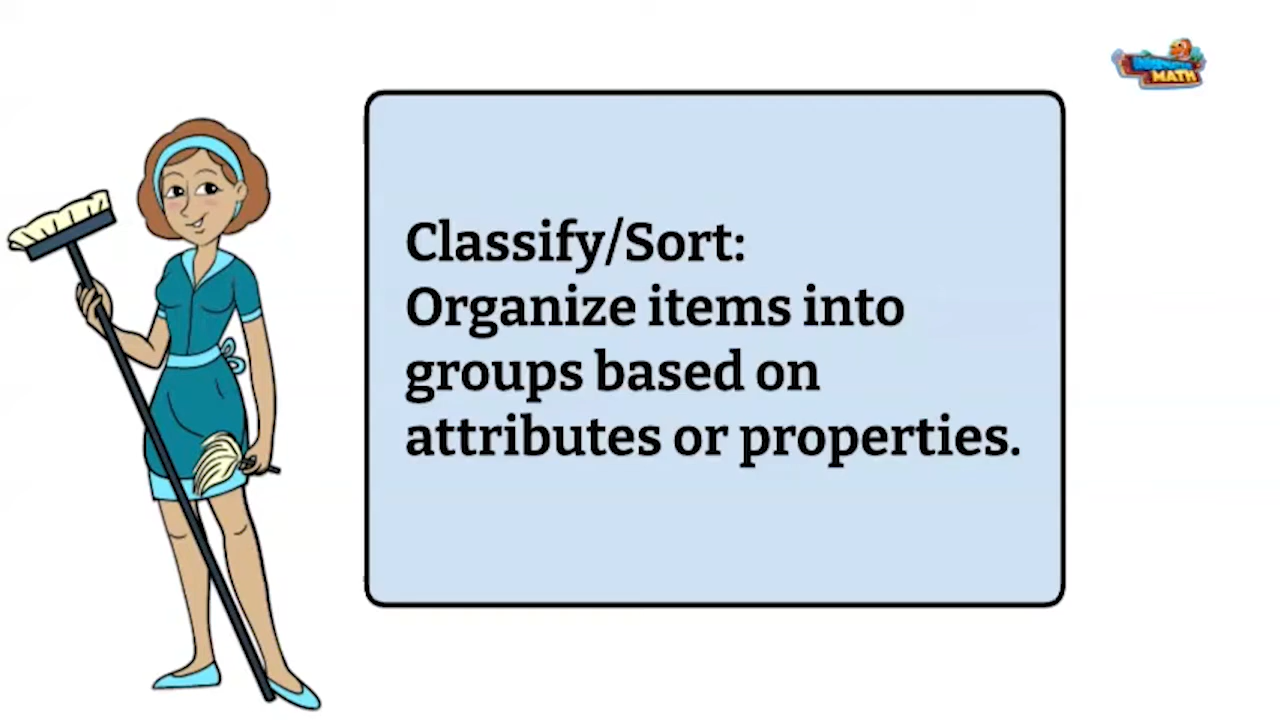 MATH
Classify/Sort:
Organize items into
groups based on
attributes or properties.